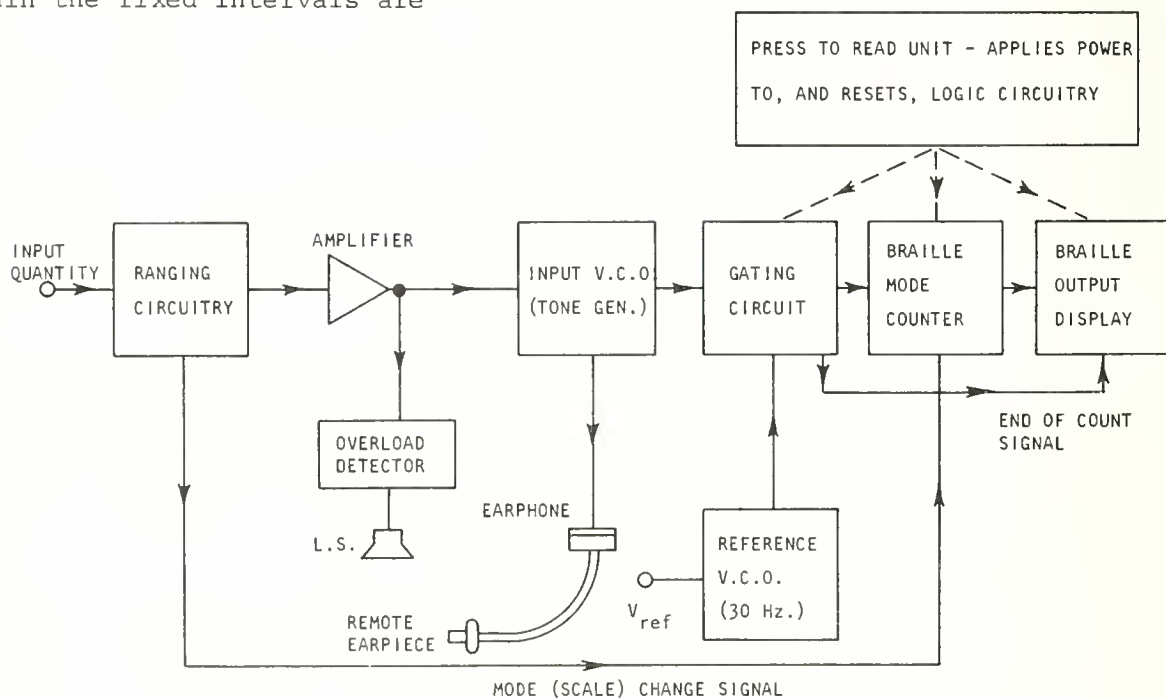 in the fixed intervals are
PRESS TO READ UNIT - APPLIES POWER
TO, AND RESETS, LOGIC CIRCUITRY
INPUT
QUANTITY
RANGING
CIRCUITRY
AMPLIFIER
INPUT V.C.O
(TONE GEN.)
GATING
CIRCUIT
BRAILLE
MODE
COUNTER
BRAILLE
OUTPUT
DISPLAY
END OF COUNT
SIGNAL
OVERLOAD
DETECTOR
L.S.
EARPHONE
REMOTE
EARPIECE
V ref
REFERENCE
V.C.O.
(30 Hz.)
MODE (SCALE) CHANGE SIGNAL